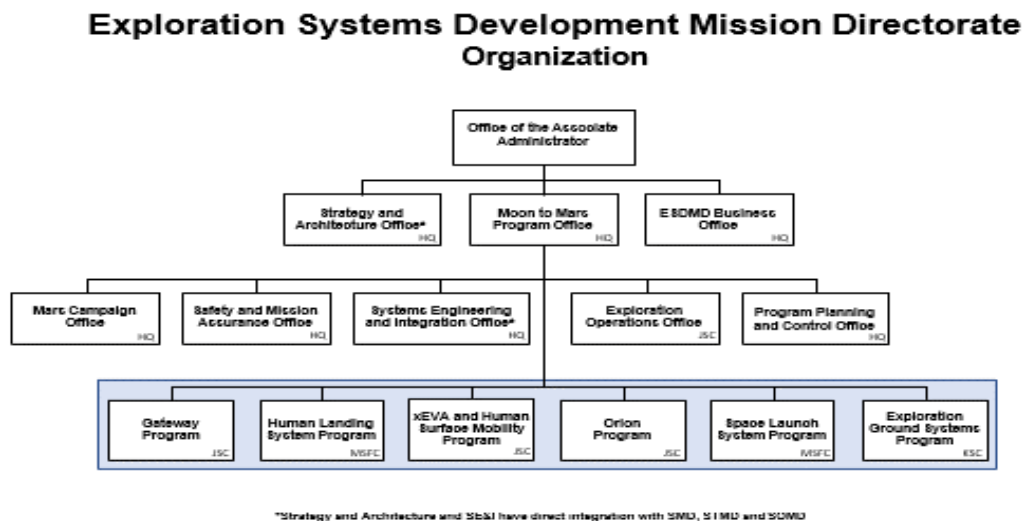 Exploration Systems Development Mission Directorate
Organization
Office of the Associate
Administrator
Strategy and
Architecture Office*
HQ
Moon to Mars
Program Office
HQ
ESDMD Business
Office
HQ
Mars Campaign
Office
HQ
Safety and Mission
Assurance Office
HQ
Systems Engineering
and Integration Office*
HQ
Exploration
Operations Office
JSC
Program Planning
and Control Office
HQ
Gateway
Program
JSC
Human Landing
System Program
MSFC
xEVA and Human
Surface Mobility
Program
JSC
Orion
Program
JSC
Space Launch
System Program
MSFC
Exploration
Ground Systems
Program
KSC
*Strategy and Architecture and SE&I have direct integration with SMD, STMD and SOMD